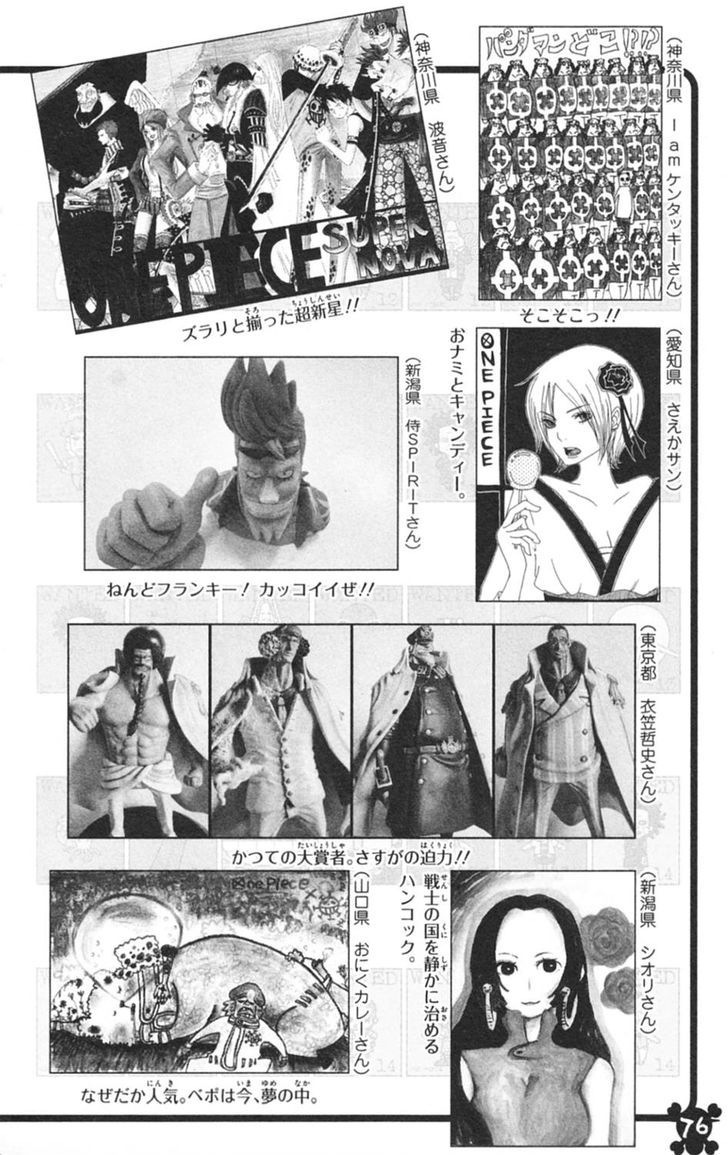 パンダマンどこ!!?!?
(神奈川県 I amケンタッキーさん)
そこそこっ!!
ONE PIECE
SUPER
NOVA
(神奈川県 波音さん)
ズラリと揃った超新星!!
ONE PIECE
(愛知県 さえかサン)
おナミとキャンディー。
(新潟県 侍SPIRITさん)
ねんどフランキー! カッコイイぜ!!
(東京都 衣笠哲史さん)
かつての大賞者。さすがの迫力!!
(新潟県 シオリさん)
戦士の国を静かに治める
ハンコック。
One Piece
(山口県 おにくカレーさん)
なぜだか人気。ベポは今、夢の中。
76